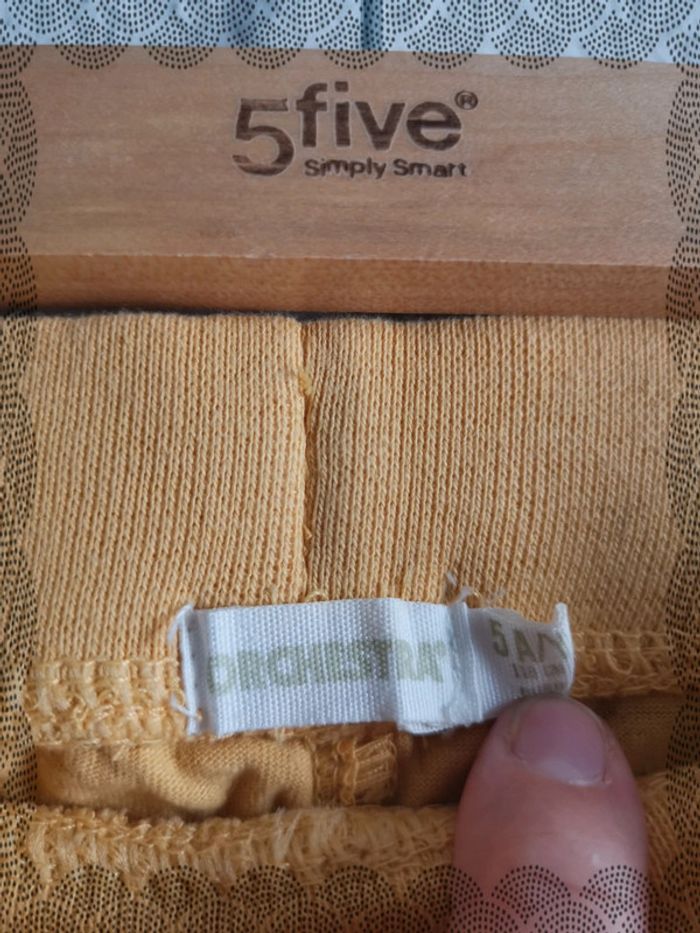 5five®
Simply Smart
ORCHESTRA
5 A/